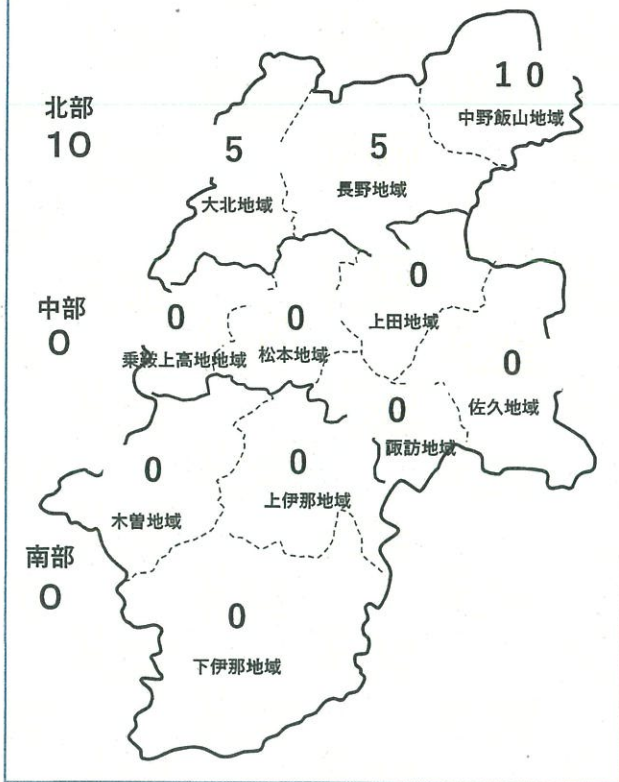 北部
10
10
中野飯山地域
5
大北地域
5
長野地域
中部
0
0
乗鞍上高地地域
0
松本地域
0
上田地域
0
佐久地域
0
諏訪地域
南部
0
0
木曽地域
0
上伊那地域
0
下伊那地域